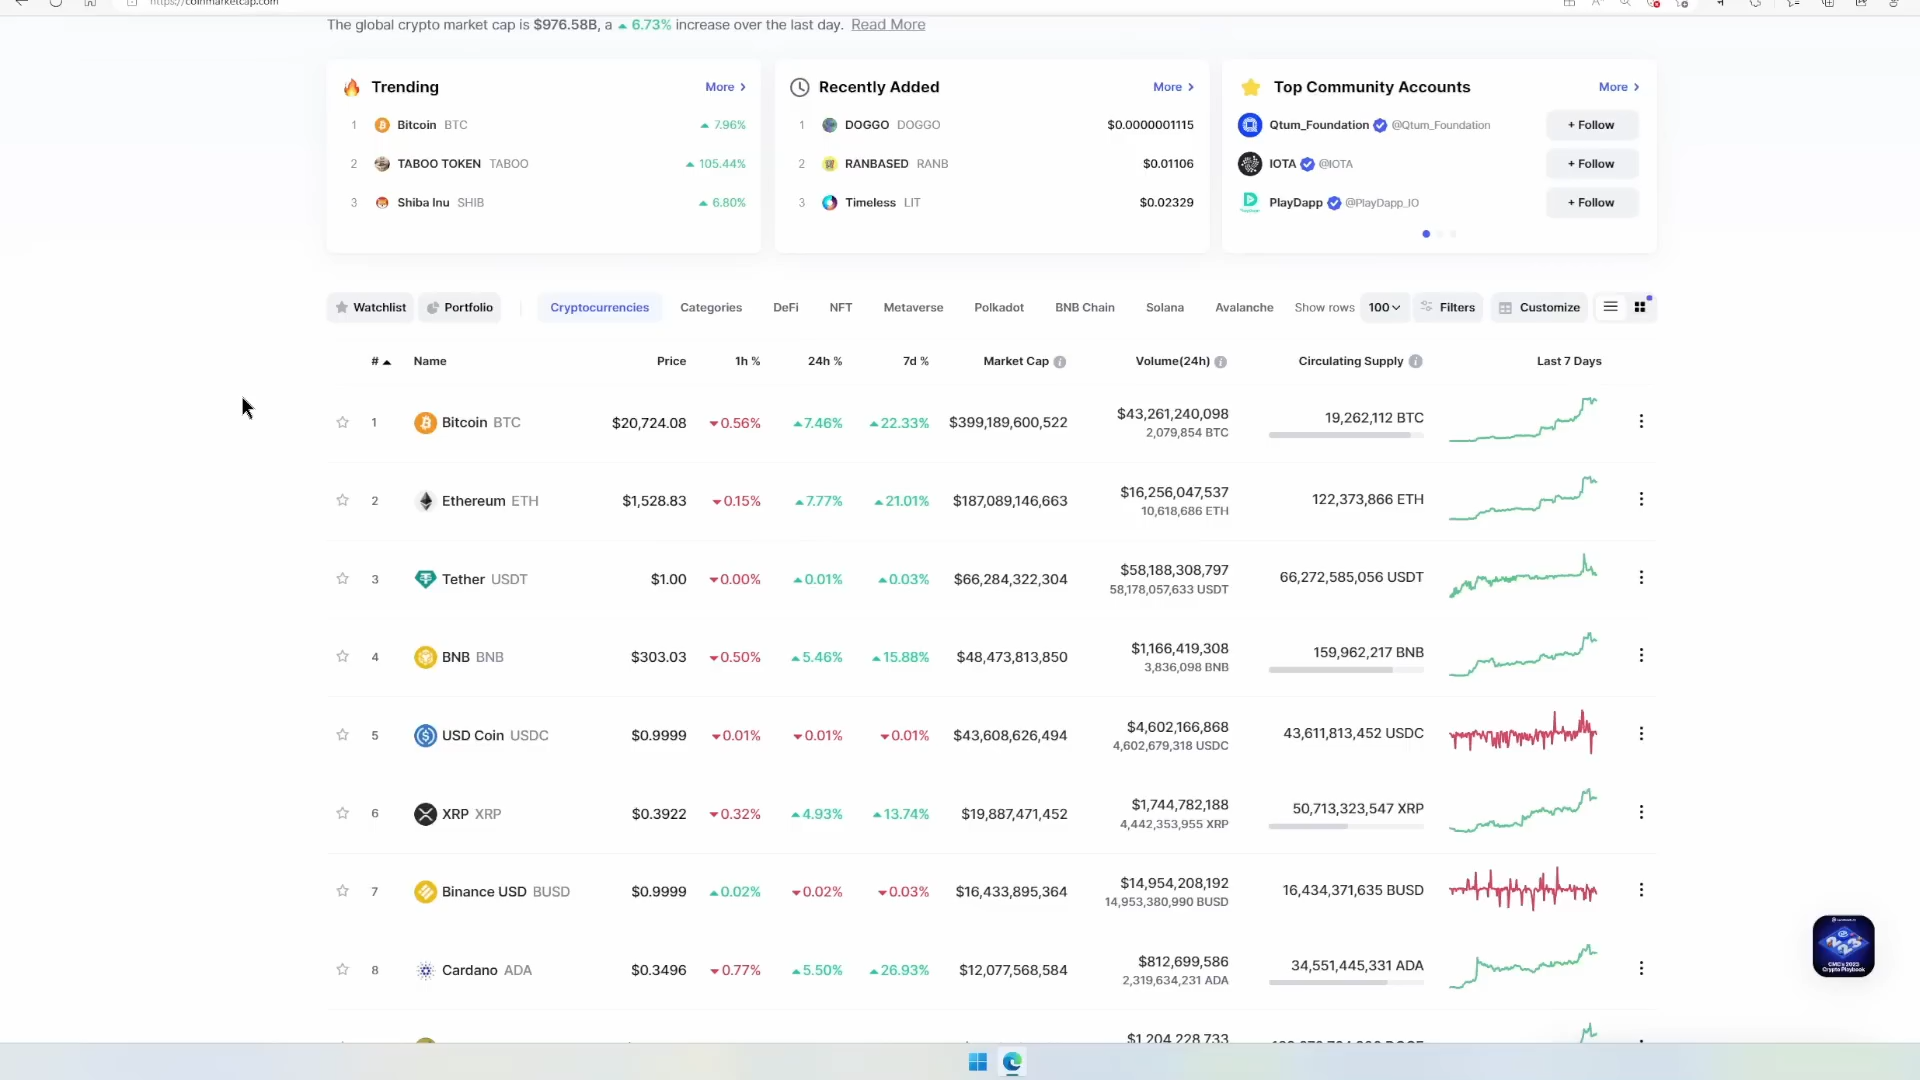 https://coinmarketcap.com
The global crypto market cap is $976.58B, a 6.73% increase over the last day. Read More
Trending More
1 Bitcoin BTC 7.96%
2 TABOO TOKEN TABOO 105.44%
3 Shiba Inu SHIB 6.80%
Recently Added More
1 DOGGO DOGGO $0.0000001115
2 RANBASED RANB $0.01106
3 Timeless LIT $0.02329
Top Community Accounts More
Qtum_Foundation @Qtum_Foundation + Follow
IOTA @IOTA + Follow
PlayDapp @PlayDapp_IO + Follow
Watchlist Portfolio Cryptocurrencies Categories DeFi NFT Metaverse Polkadot BNB Chain Solana Avalanche Show rows 100 Filters Customize
# Name Price 1h % 24h % 7d % Market Cap Volume(24h) Circulating Supply Last 7 Days
1 Bitcoin BTC $20,724.08 0.56% 7.46% 22.33% $399,189,600,522 $43,261,240,098 19,262,112 BTC
2,079,854 BTC
2 Ethereum ETH $1,528.83 0.15% 7.77% 21.01% $187,089,146,663 $16,256,047,537 122,373,866 ETH
10,618,686 ETH
3 Tether USDT $1.00 0.00% 0.01% 0.03% $66,284,322,304 $58,188,308,797 66,272,585,056 USDT
58,178,057,633 USDT
4 BNB BNB $303.03 0.50% 5.46% 15.88% $48,473,813,850 $1,166,419,308 159,962,217 BNB
3,836,098 BNB
5 USD Coin USDC $0.9999 0.01% 0.01% 0.01% $43,608,626,494 $4,602,166,868 43,611,813,452 USDC
4,602,679,318 USDC
6 XRP XRP $0.3922 0.32% 4.93% 13.74% $19,887,471,452 $1,744,782,188 50,713,323,547 XRP
4,442,353,955 XRP
7 Binance USD BUSD $0.9999 0.02% 0.02% 0.03% $16,433,895,364 $14,954,208,192 16,434,371,635 BUSD
14,953,380,990 BUSD
8 Cardano ADA $0.3496 0.77% 5.50% 26.93% $12,077,568,584 $812,699,586 34,551,445,331 ADA
2,319,634,231 ADA
$1,204,228,733
CMC's 2023
Crypto Playbook